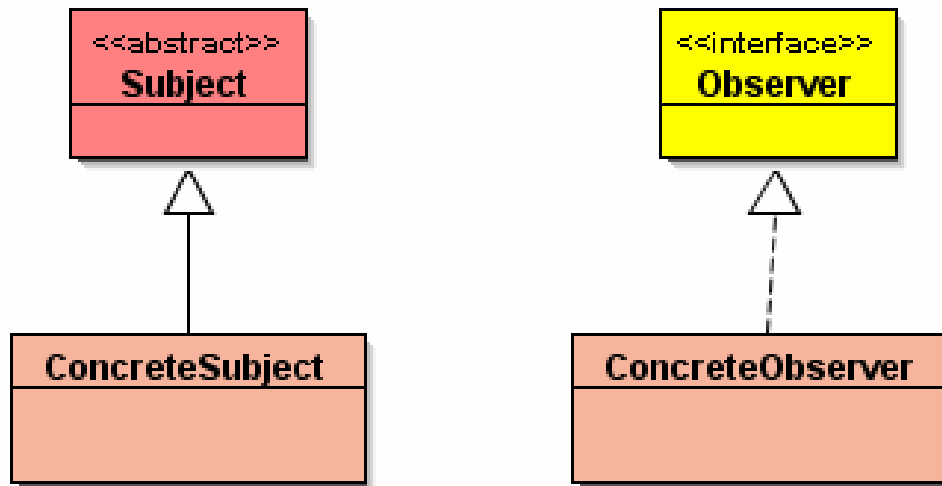 <<abstract>>
Subject
<<interface>>
Observer
ConcreteSubject
ConcreteObserver